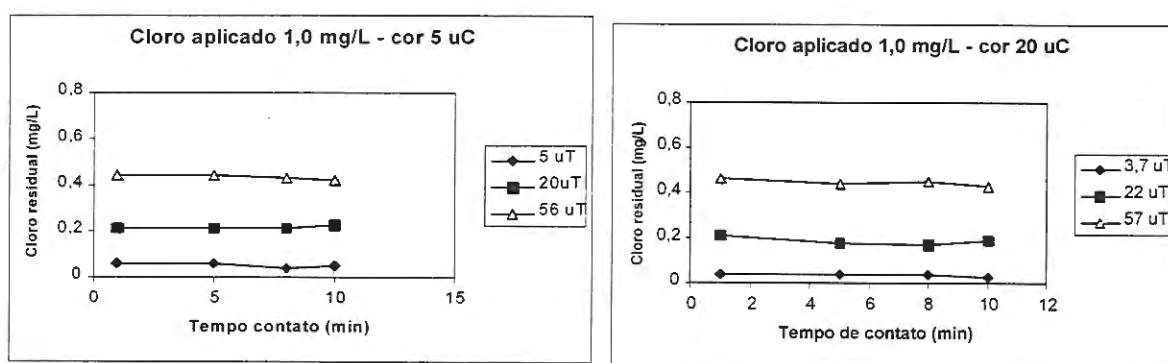 Cloro aplicado 1,0 mg/L - cor 5 uC
Cloro residual (mg/L)
0,8
0,6
0,4
0,2
0
0 5 10 15
Tempo contato (min)
5 uT
20uT
56 uT
Cloro aplicado 1,0 mg/L - cor 20 uC
Cloro residual (mg/L)
0,8
0,6
0,4
0,2
0
0 2 4 6 8 10 12
Tempo de contato (min)
3,7 uT
22 uT
57 uT